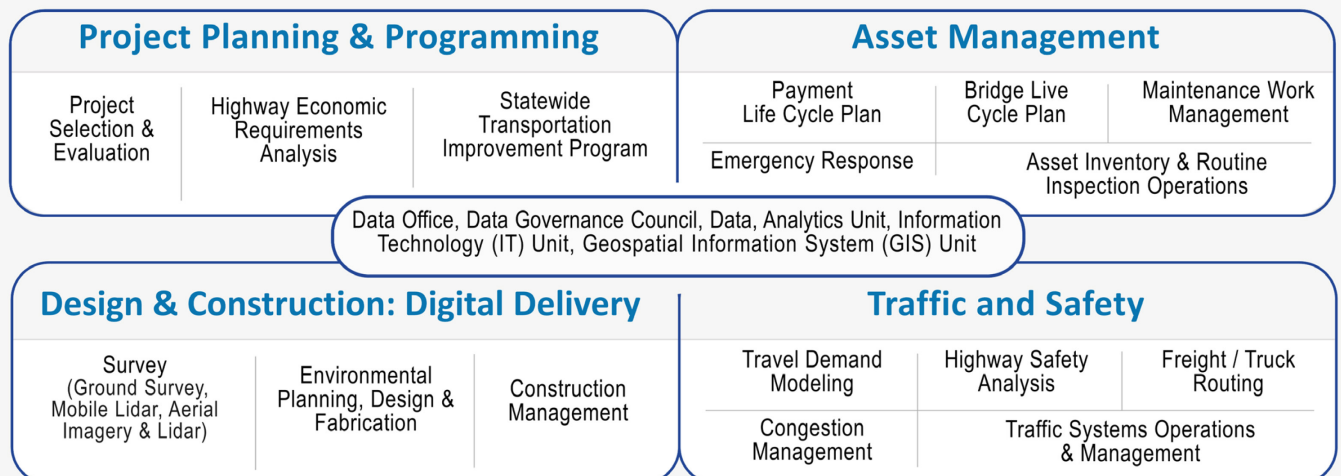 Project Planning & Programming
Project
Selection &
Evaluation
Highway Economic
Requirements
Analysis
Statewide
Transportation
Improvement Program
Asset Management
Payment
Life Cycle Plan
Bridge Live
Cycle Plan
Maintenance Work
Management
Emergency Response
Asset Inventory & Routine
Inspection Operations
Data Office, Data Governance Council, Data, Analytics Unit, Information
Technology (IT) Unit, Geospatial Information System (GIS) Unit
Design & Construction: Digital Delivery
Survey
(Ground Survey,
Mobile Lidar, Aerial
Imagery & Lidar)
Environmental
Planning, Design &
Fabrication
Construction
Management
Traffic and Safety
Travel Demand
Modeling
Highway Safety
Analysis
Freight / Truck
Routing
Congestion
Management
Traffic Systems Operations
& Management